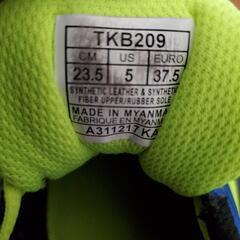 TKB209
CM US EURO
23.5 5 37.5
SYNTHETIC LEATHER & SYNTHETIC
FIBER UPPER/RUBBER SOLE
MADE IN MYANMAR
FABRIQUE EN MYANMAR
A311217KA